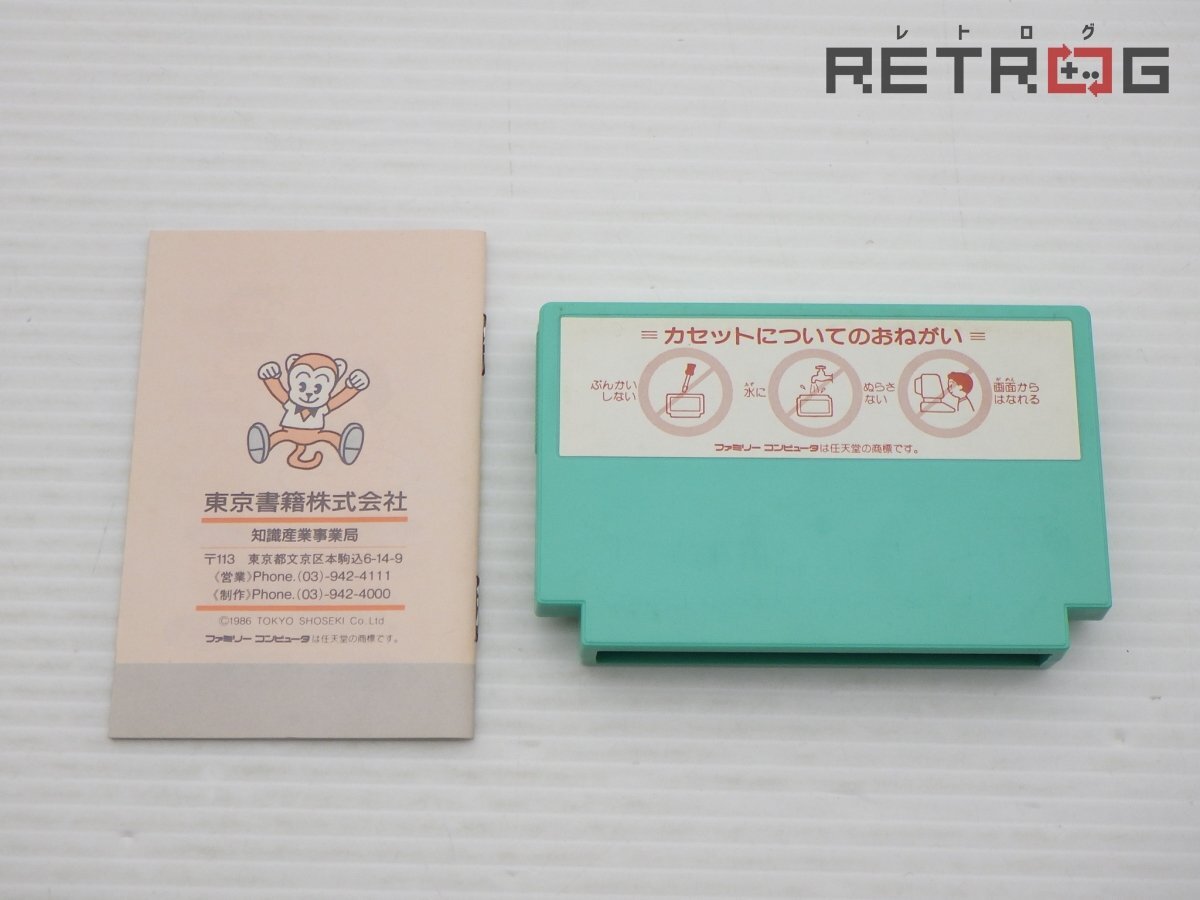 レトログ
RETROG
東京書籍株式会社
知識産業事業局
〒113 東京都文京区本駒込6-14-9
《営業》Phone.(03)-942-4111
《制作》Phone.(03)-942-4000
©1986 TOKYO SHOSEKI Co. Ltd
ファミリー コンピュータは任天堂の商標です。
カセットについてのおねがい
ぶんかい
しない
みず
水に
ぬらさ
ない
がめん
画面から
はなれる
ファミリー コンピュータは任天堂の商標です。